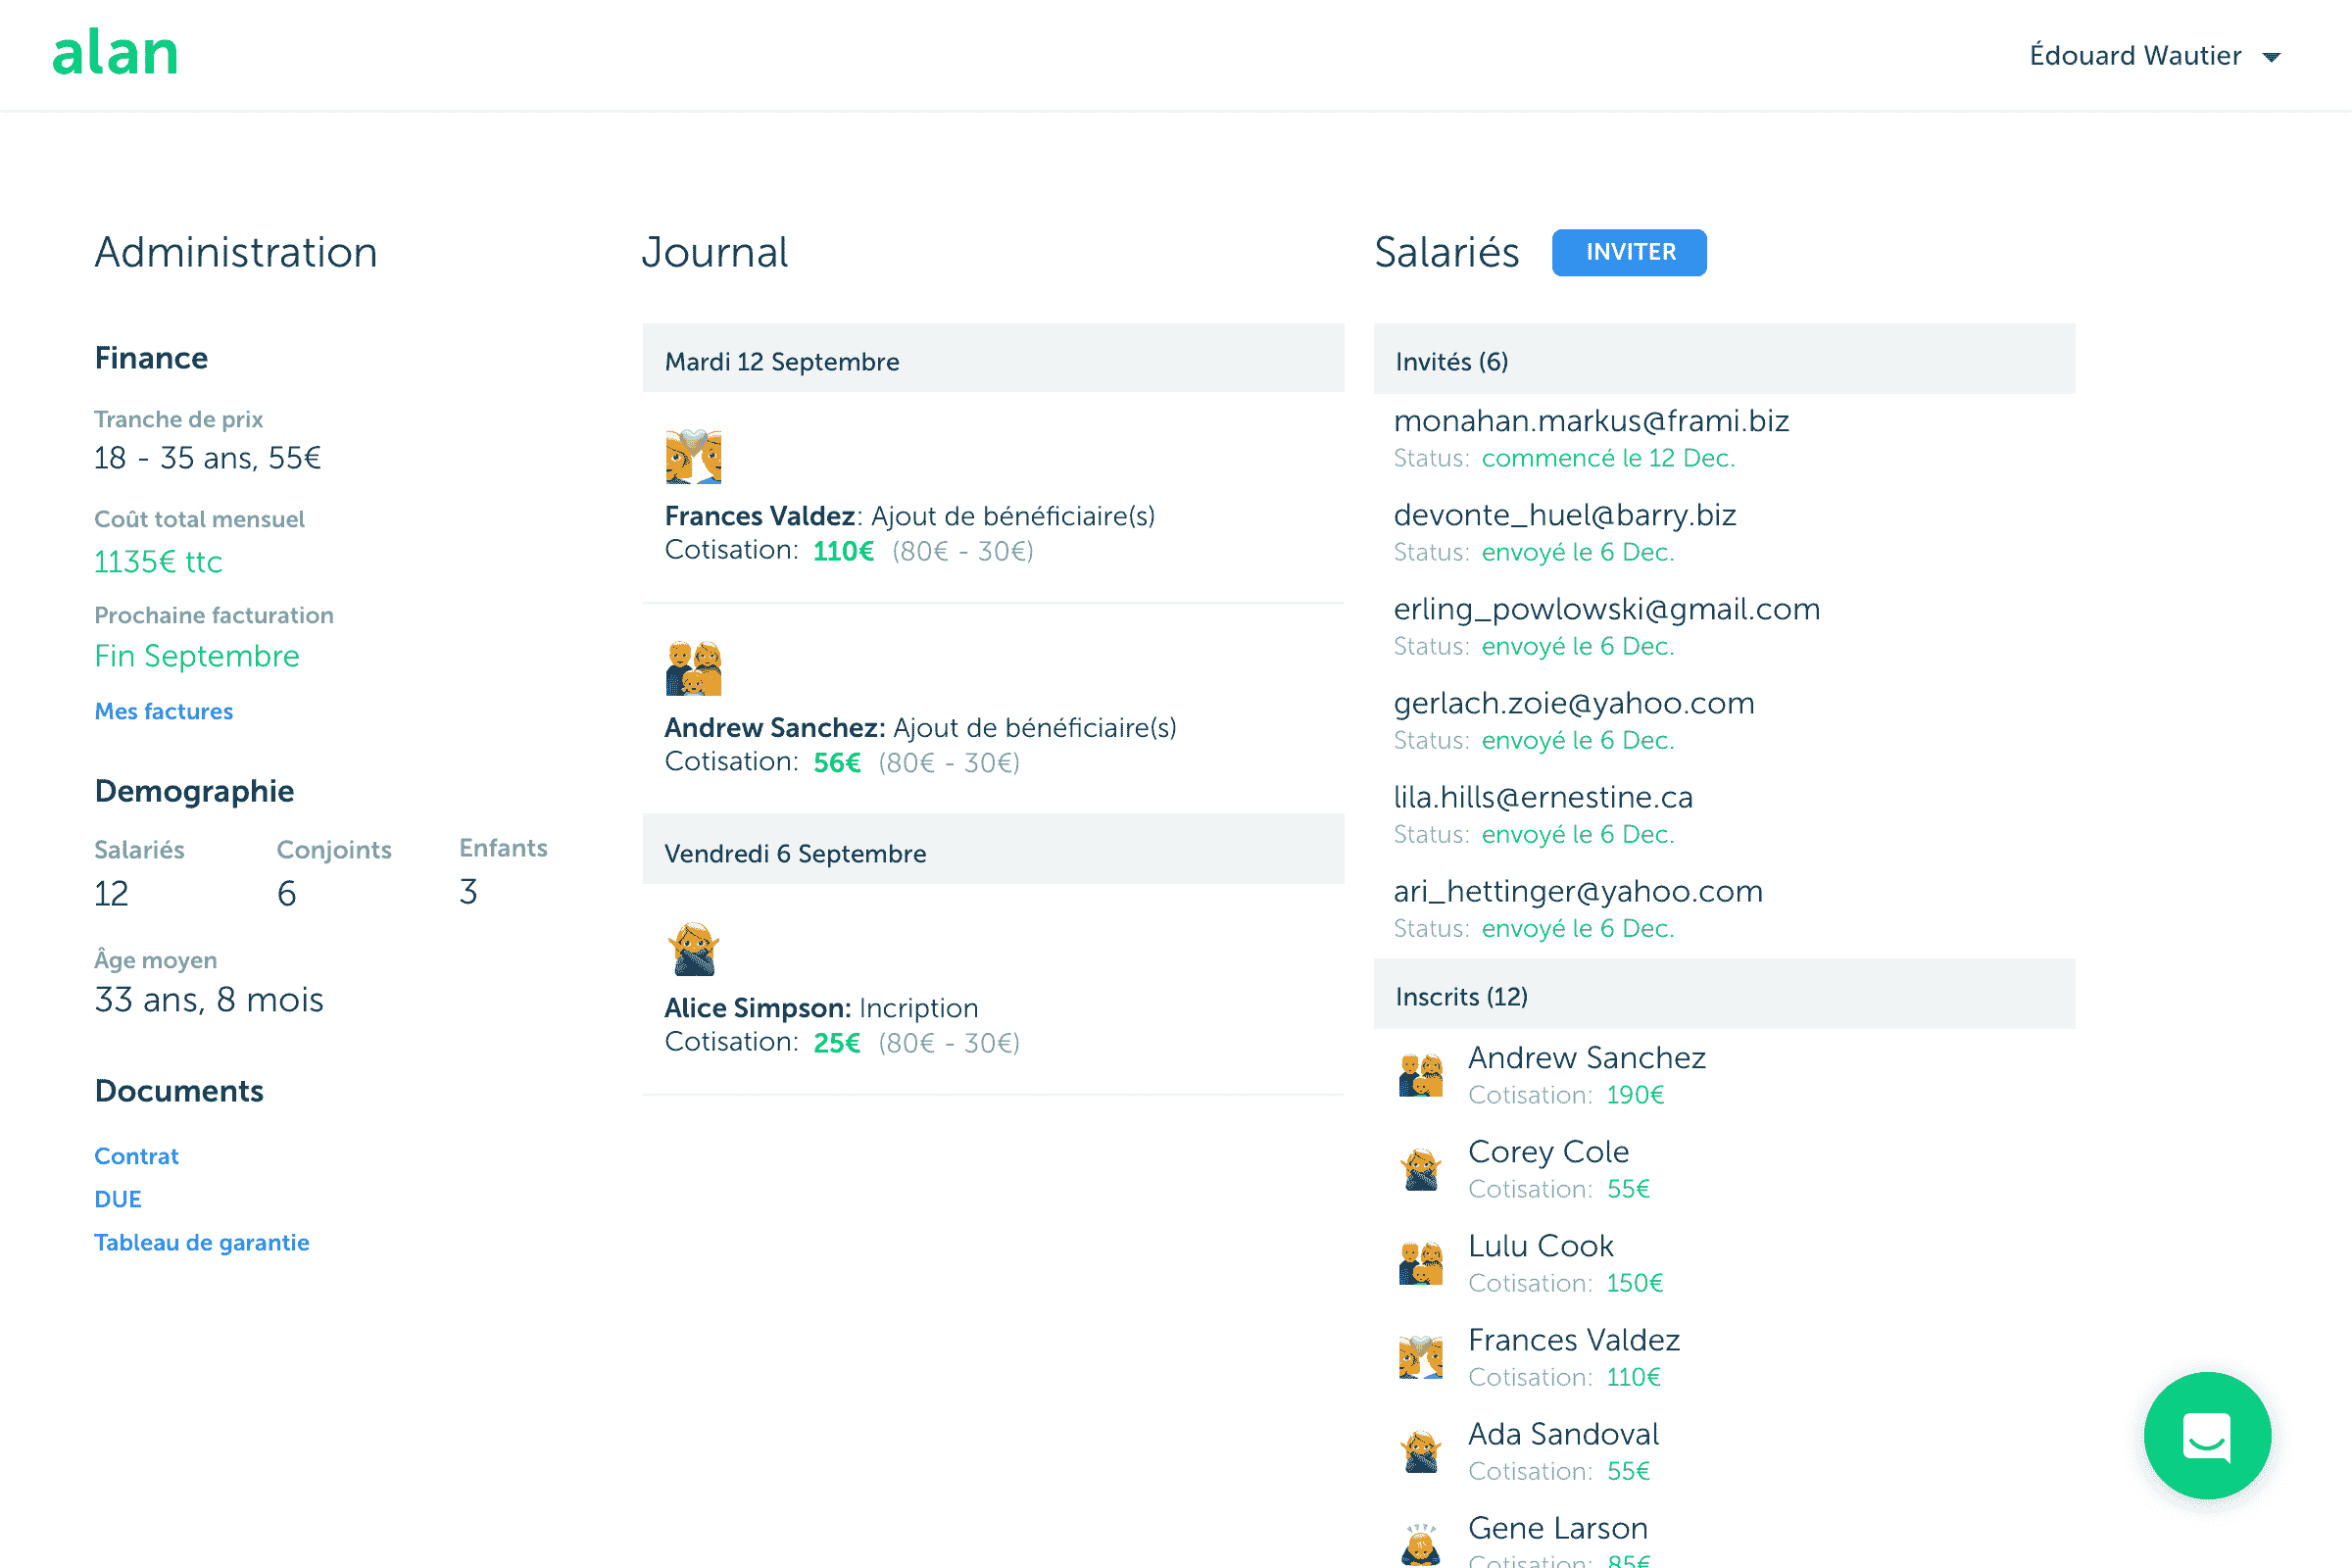 alan
Édouard Wautier
Administration
Finance
Tranche de prix
18 - 35 ans, 55€
Coût total mensuel
1135€ ttc
Prochaine facturation
Fin Septembre
Mes factures
Demographie
Salariés Conjoints Enfants
12 6 3
Âge moyen
33 ans, 8 mois
Documents
Contrat
DUE
Tableau de garantie
Journal
Mardi 12 Septembre
Frances Valdez: Ajout de bénéficiaire(s)
Cotisation: 110€ (80€ - 30€)
Andrew Sanchez: Ajout de bénéficiaire(s)
Cotisation: 56€ (80€ - 30€)
Vendredi 6 Septembre
Alice Simpson: Incription
Cotisation: 25€ (80€ - 30€)
Salariés INVITER
Invités (6)
monahan.markus@frami.biz
Status: commencé le 12 Dec.
devonte_huel@barry.biz
Status: envoyé le 6 Dec.
erling_powlowski@gmail.com
Status: envoyé le 6 Dec.
gerlach.zoie@yahoo.com
Status: envoyé le 6 Dec.
lila.hills@ernestine.ca
Status: envoyé le 6 Dec.
ari_hettinger@yahoo.com
Status: envoyé le 6 Dec.
Inscrits (12)
Andrew Sanchez
Cotisation: 190€
Corey Cole
Cotisation: 55€
Lulu Cook
Cotisation: 150€
Frances Valdez
Cotisation: 110€
Ada Sandoval
Cotisation: 55€
Gene Larson
Cotisation: 85€